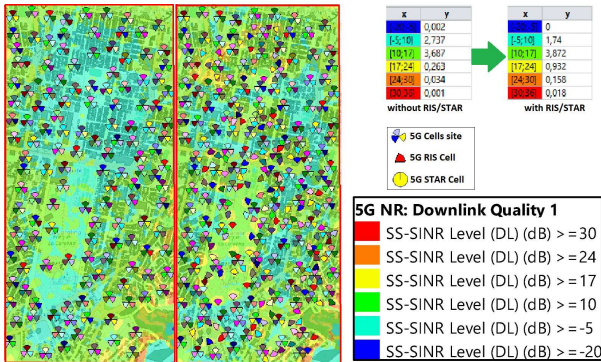 x y
0,002
[-5;10[ 2,737
[10;17[ 3,687
[17;24[ 0,263
[24;30[ 0,034
[30;36[ 0,001
without RIS/STAR
x y
0
[-5;10[ 1,74
[10;17[ 3,872
[17;24[ 0,932
[24;30[ 0,158
[30;36[ 0,018
with RIS/STAR
5G Cells site
5G RIS Cell
5G STAR Cell
5G NR: Downlink Quality 1
SS-SINR Level (DL) (dB) >=30
SS-SINR Level (DL) (dB) >=24
SS-SINR Level (DL) (dB) >=17
SS-SINR Level (DL) (dB) >=10
SS-SINR Level (DL) (dB) >=-5
SS-SINR Level (DL) (dB) >=-20